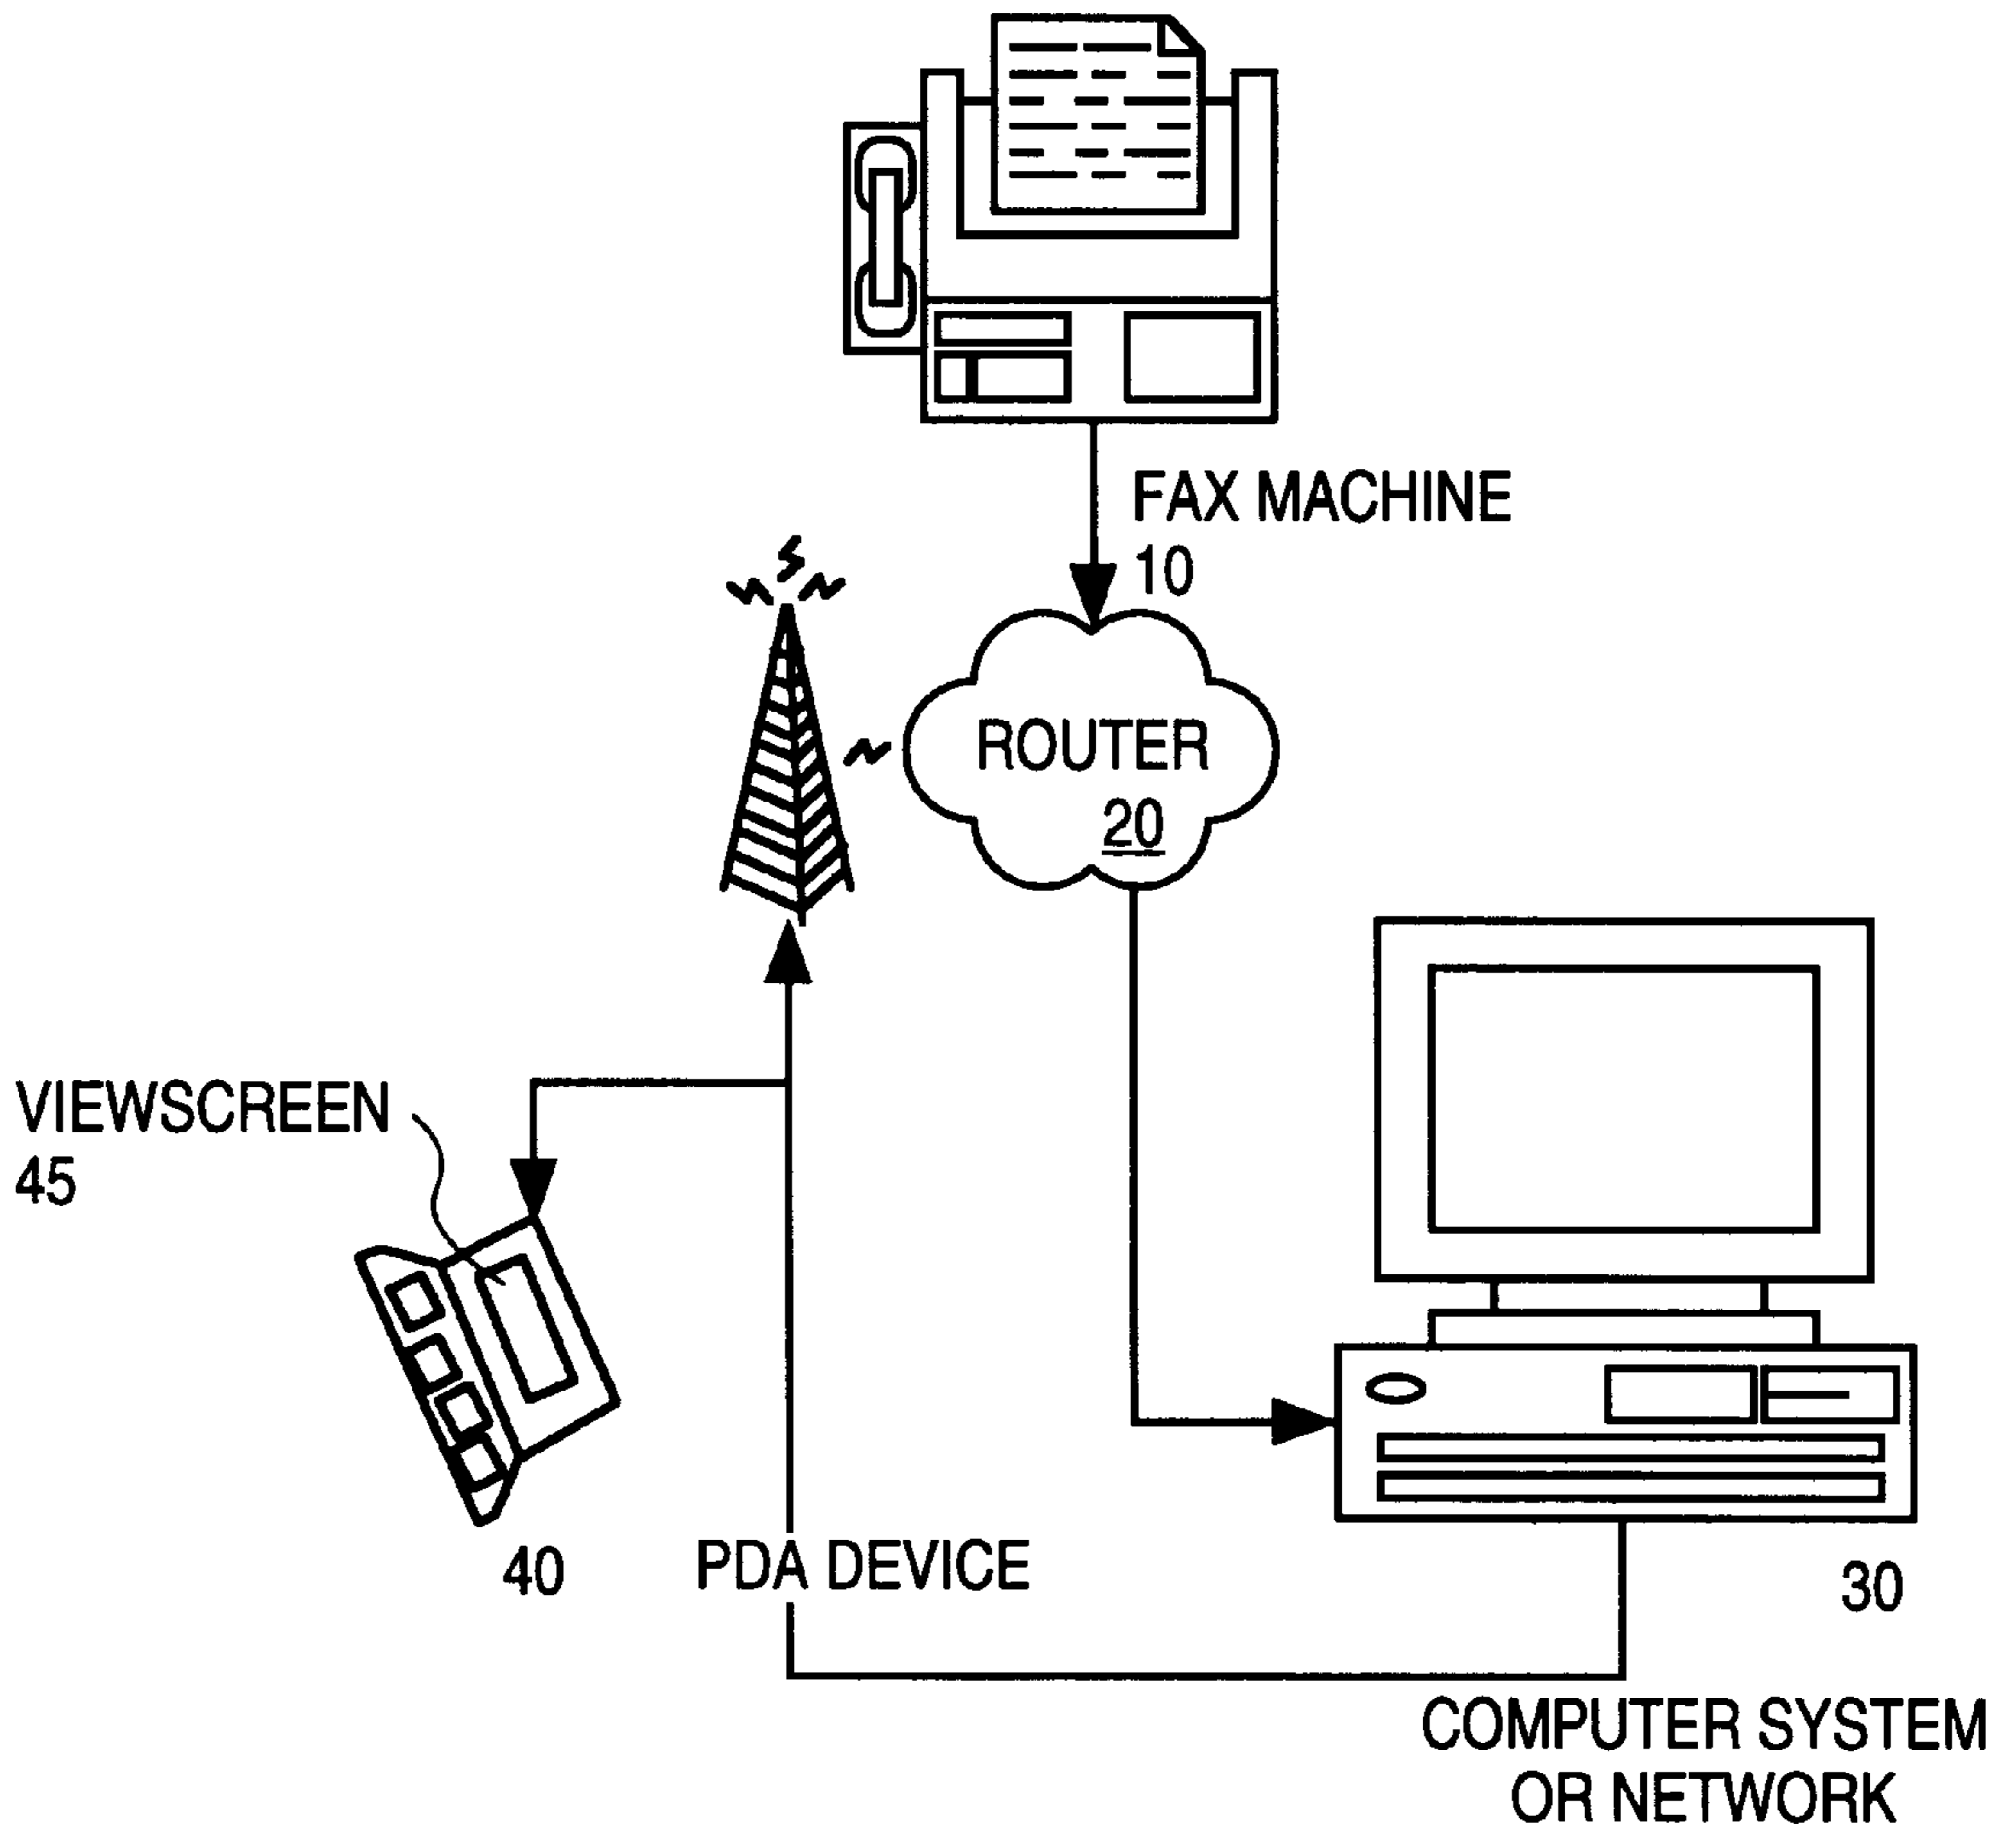 FAX MACHINE
10
ROUTER
20
VIEWSCREEN
45
40
PDA DEVICE
30
COMPUTER SYSTEM
OR NETWORK